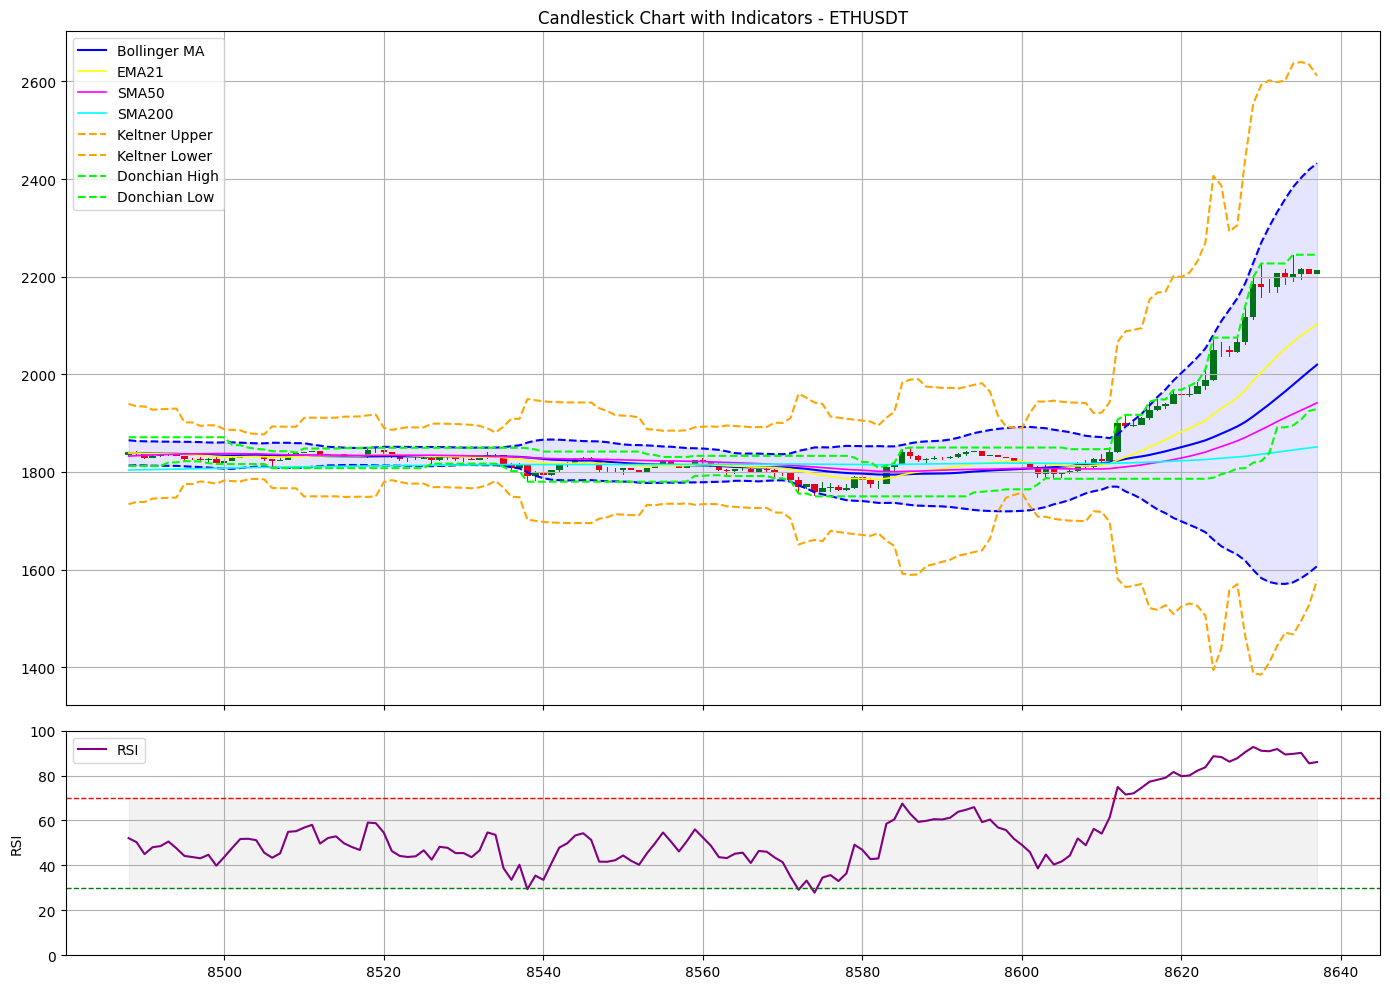 Candlestick Chart with Indicators - ETHUSDT
Bollinger MA
EMA21
SMA50
SMA200
Keltner Upper
Keltner Lower
Donchian High
Donchian Low
2600
2400
2200
2000
1800
1600
1400
RSI
100
80
60
40
20
0
RSI
8500 8520 8540 8560 8580 8600 8620 8640